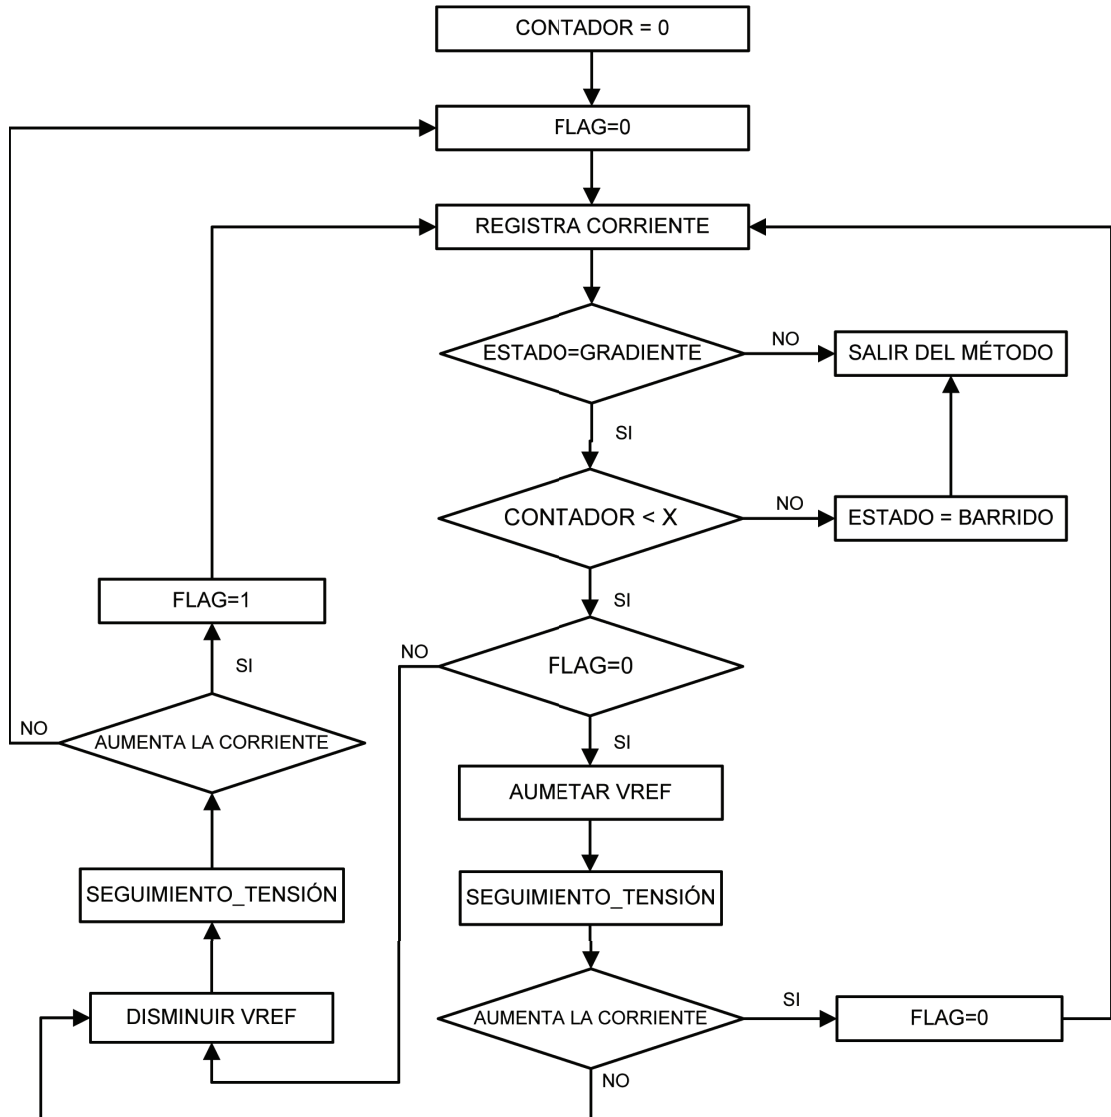 CONTADOR = 0
FLAG=0
REGISTRA CORRIENTE
ESTADO=GRADIENTE
NO
SALIR DEL MÉTODO
SI
CONTADOR < X
NO
ESTADO = BARRIDO
SI
FLAG=1
FLAG=0
NO
SI
NO
AUMENTA LA CORRIENTE
SI
AUMETAR VREF
SEGUIMIENTO_TENSIÓN
SEGUIMIENTO_TENSIÓN
DISMINUIR VREF
AUMENTA LA CORRIENTE
SI
FLAG=0
NO